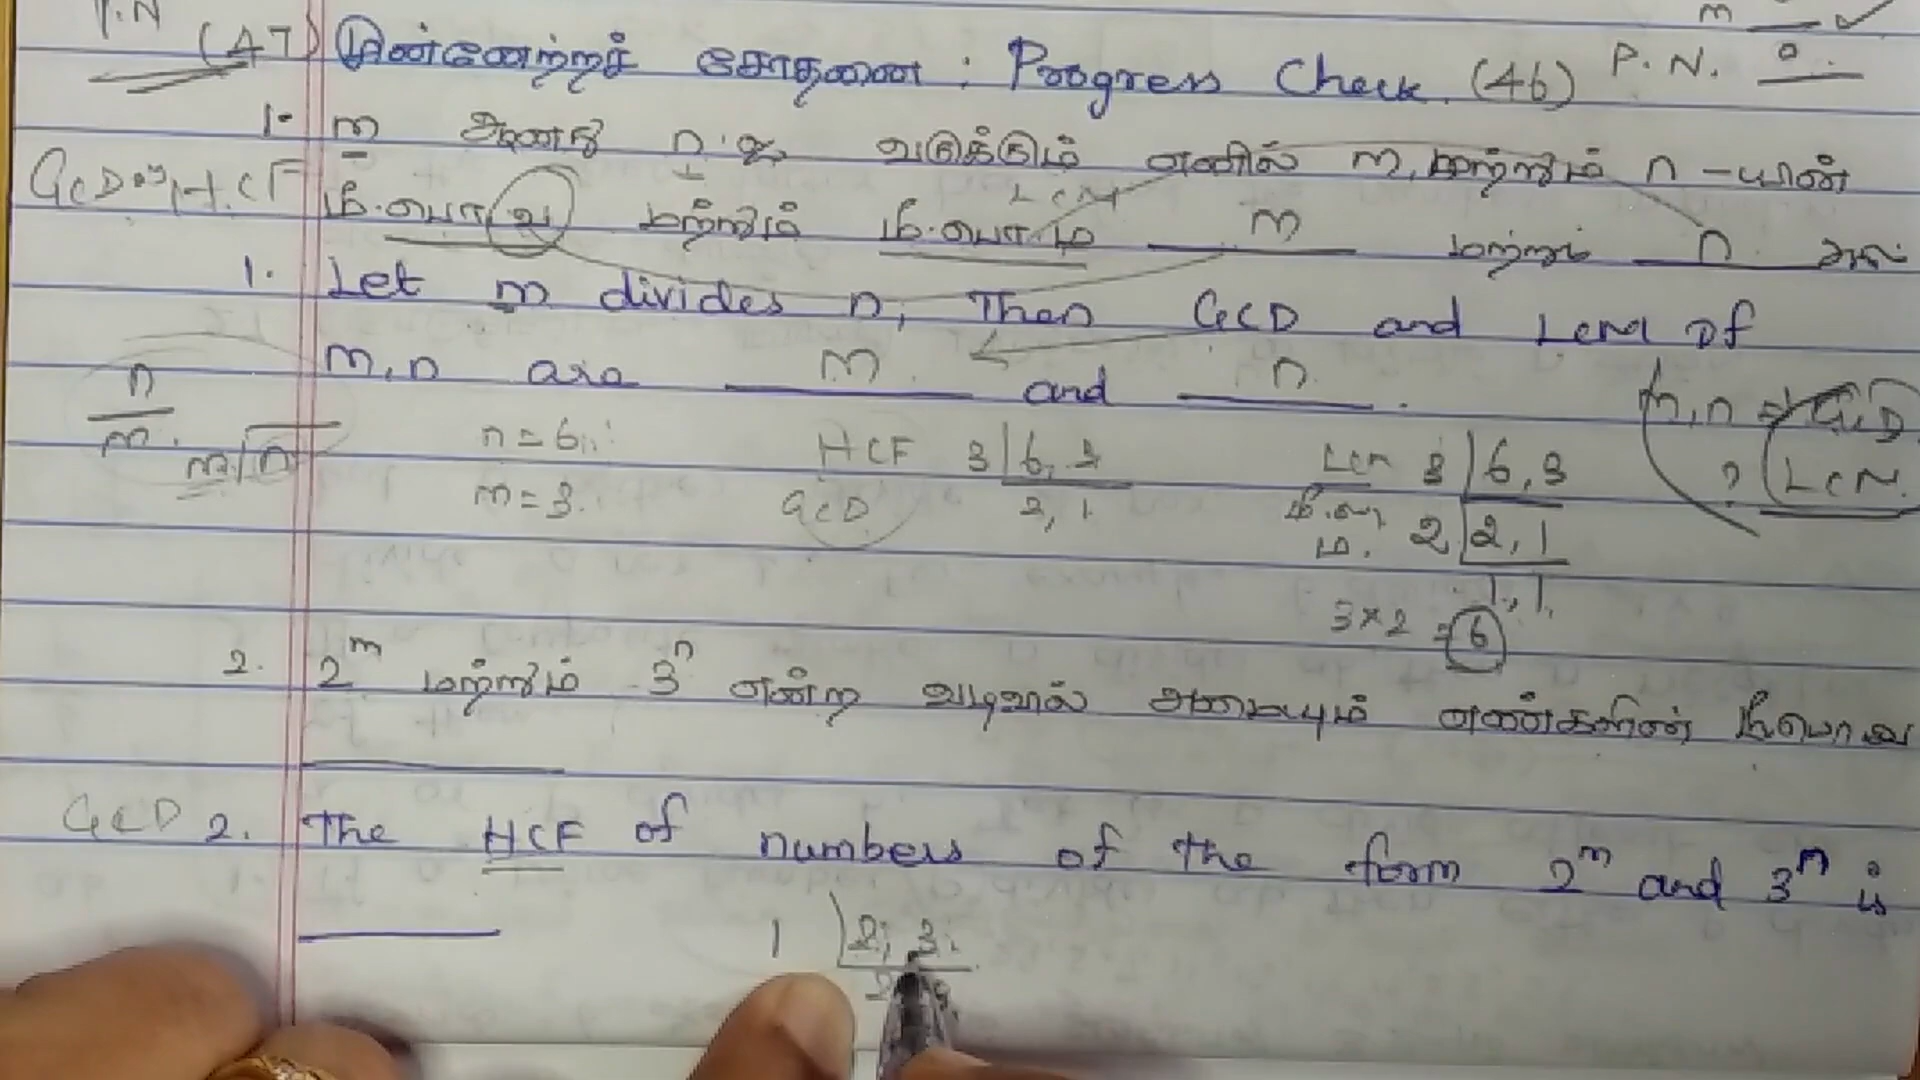 P.N (47) முன்னேற்றச் சோதனை : Progress Check. (46) P.N.
1. m ஆனது n ஐ வகுக்கும் எனில் m, மற்றும் n -யின்
GCD HCF மீ.பொ.வ மற்றும் மீ.பொ.ம LCM m மற்றும் n
1. Let m divides n, Then GCD and LCM of
m,n are m and n.
n/m m n
n = 6 HCF 3 6, 3 LCM 3 6, 3
m = 3. GCD 2, 1 2 2, 1
1, 1.
m,n GCD ? LCM
3 × 2 = 6
2. 2^m மற்றும் 3^n என்ற வடிவில் அமையும் எண்களின் மீ.பொ.வ
GCD 2. The HCF of numbers of the form 2^m and 3^n is
1 2, 3